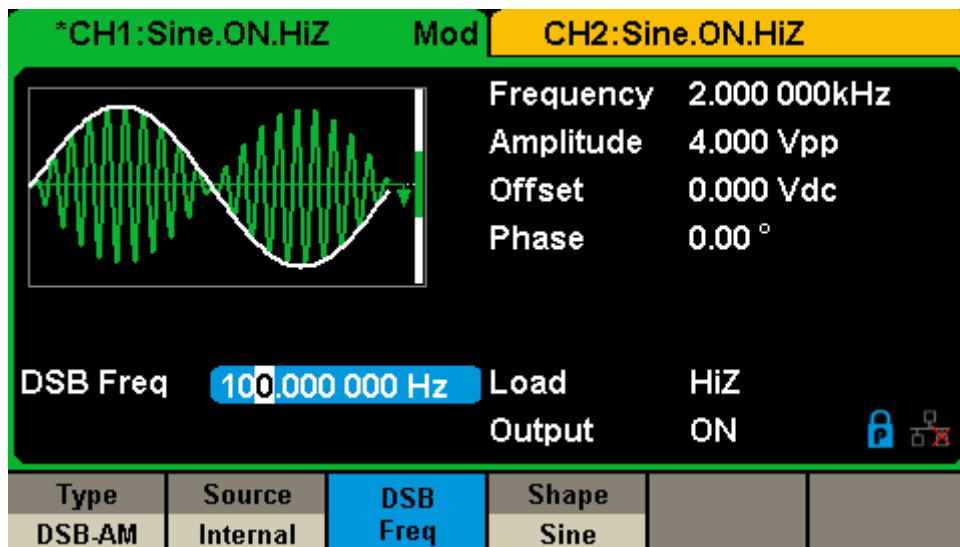 *CH1:Sine.ON.HiZ Mod CH2:Sine.ON.HiZ
Frequency 2.000 000kHz
Amplitude 4.000 Vpp
Offset 0.000 Vdc
Phase 0.00 °
DSB Freq 100.000 000 Hz Load HiZ
Output ON P
Type Source DSB Freq Shape
DSB-AM Internal Sine